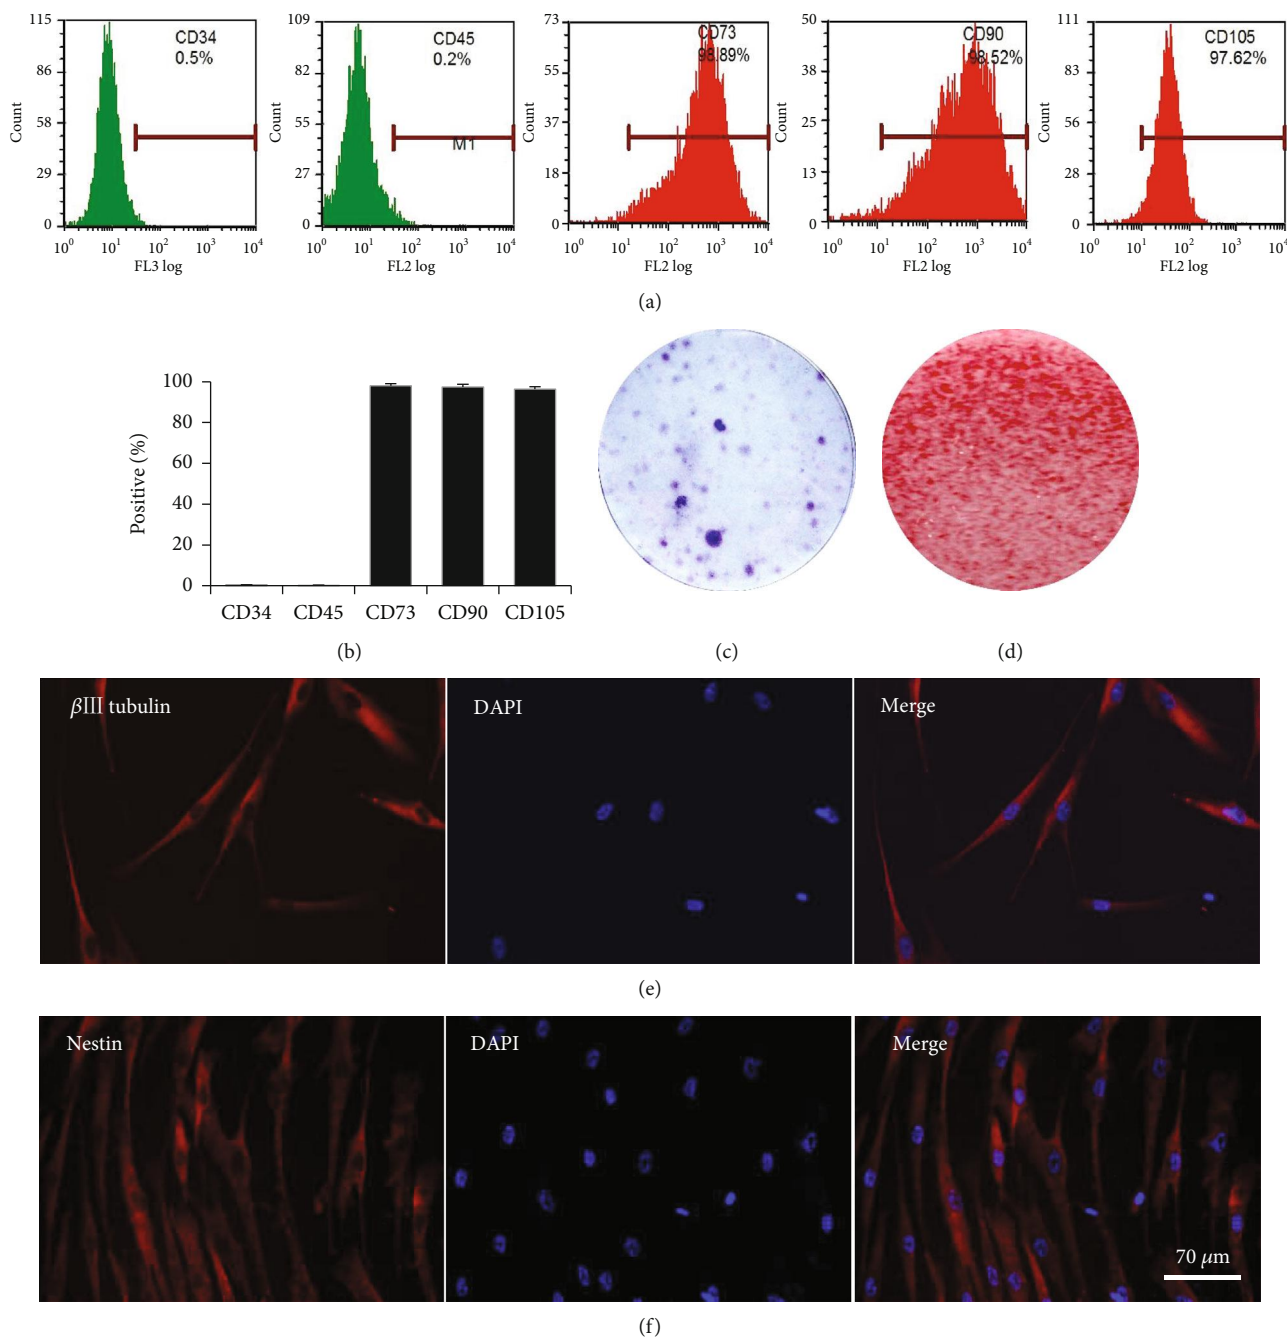 115
86
58
29
0
Count
CD34
0.5%
10⁰ 10¹ 10² 10³ 10⁴
FL3 log
109
82
55
27
0
Count
CD45
0.2%
M1
10⁰ 10¹ 10² 10³ 10⁴
FL2 log
73
55
37
18
0
Count
CD73
98.89%
10⁰ 10¹ 10² 10³ 10⁴
FL2 log
50
38
25
13
0
Count
CD90
98.52%
10⁰ 10¹ 10² 10³ 10⁴
FL2 log
111
83
56
28
0
Count
CD105
97.62%
10⁰ 10¹ 10² 10³ 10⁴
FL2 log
(a)
100
80
60
40
20
0
Positive (%)
CD34 CD45 CD73 CD90 CD105
(b)
(c)
(d)
βIII tubulin
DAPI
Merge
(e)
Nestin
DAPI
Merge
70 μm
(f)